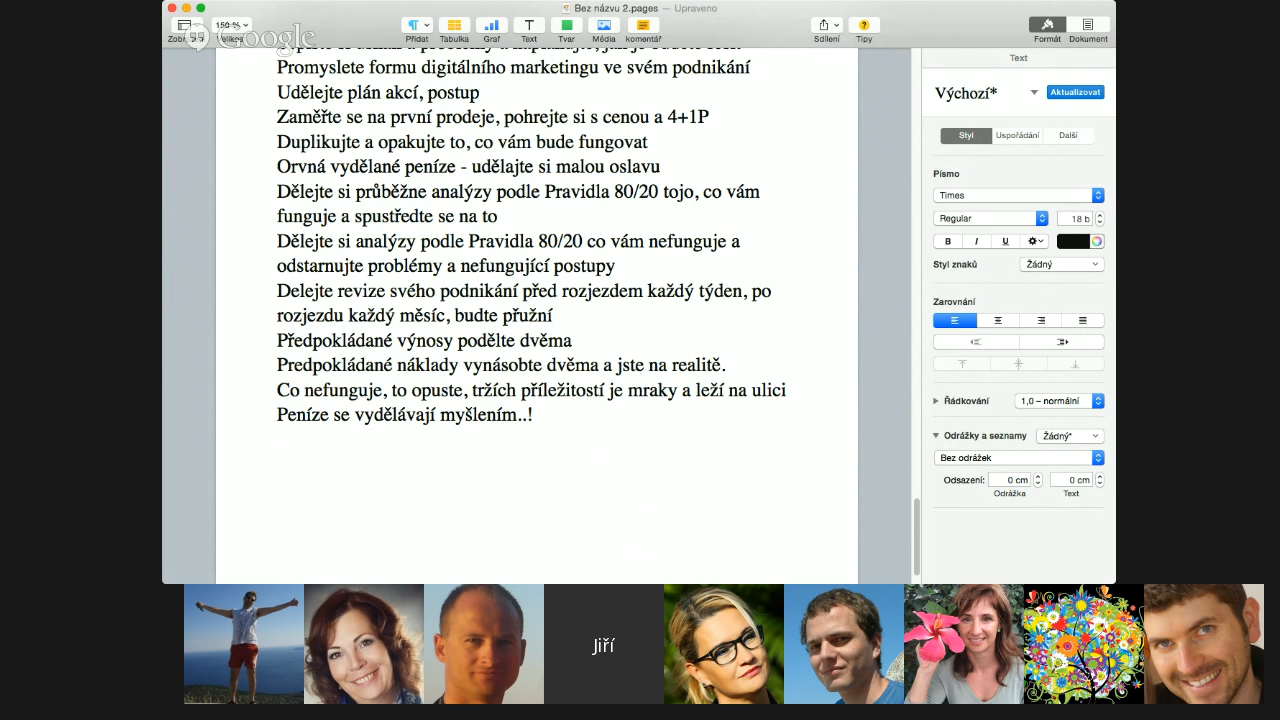 Bez názvu 2.pages — Upraveno
150 %
Google
Přidat Tabulka Graf Text Tvar Média komentář Sdílení Tipy Formát Dokument
Promyslete formu digitálního marketingu ve svém podnikání
Udělejte plán akcí, postup
Zaměřte se na první prodeje, pohrejte si s cenou a 4+1P
Duplikujte a opakujte to, co vám bude fungovat
Orvná vydělané peníze - udělajte si malou oslavu
Dělejte si průběžne analýzy podle Pravidla 80/20 tojo, co vám
funguje a spustředte se na to
Dělejte si analýzy podle Pravidla 80/20 co vám nefunguje a
odstarnujte problémy a nefungující postupy
Delejte revize svého podnikání před rozjezdem každý týden, po
rozjezdu každý měsíc, budte přužní
Předpokládané výnosy podělte dvěma
Predpokládané náklady vynásobte dvěma a jste na realitě.
Co nefunguje, to opuste, tržích příležitostí je mraky a leží na ulici
Peníze se vydělávají myšlením..!
Text
Výchozí*
Aktualizovat
Styl Uspořádání Další
Písmo
Times
Regular 18 b
B I U
Styl znaků Žádný
Zarovnání
Řádkování 1,0 – normální
Odrážky a seznamy Žádný*
Bez odrážek
Odsazení: 0 cm 0 cm
Odrážka Text
Jiří